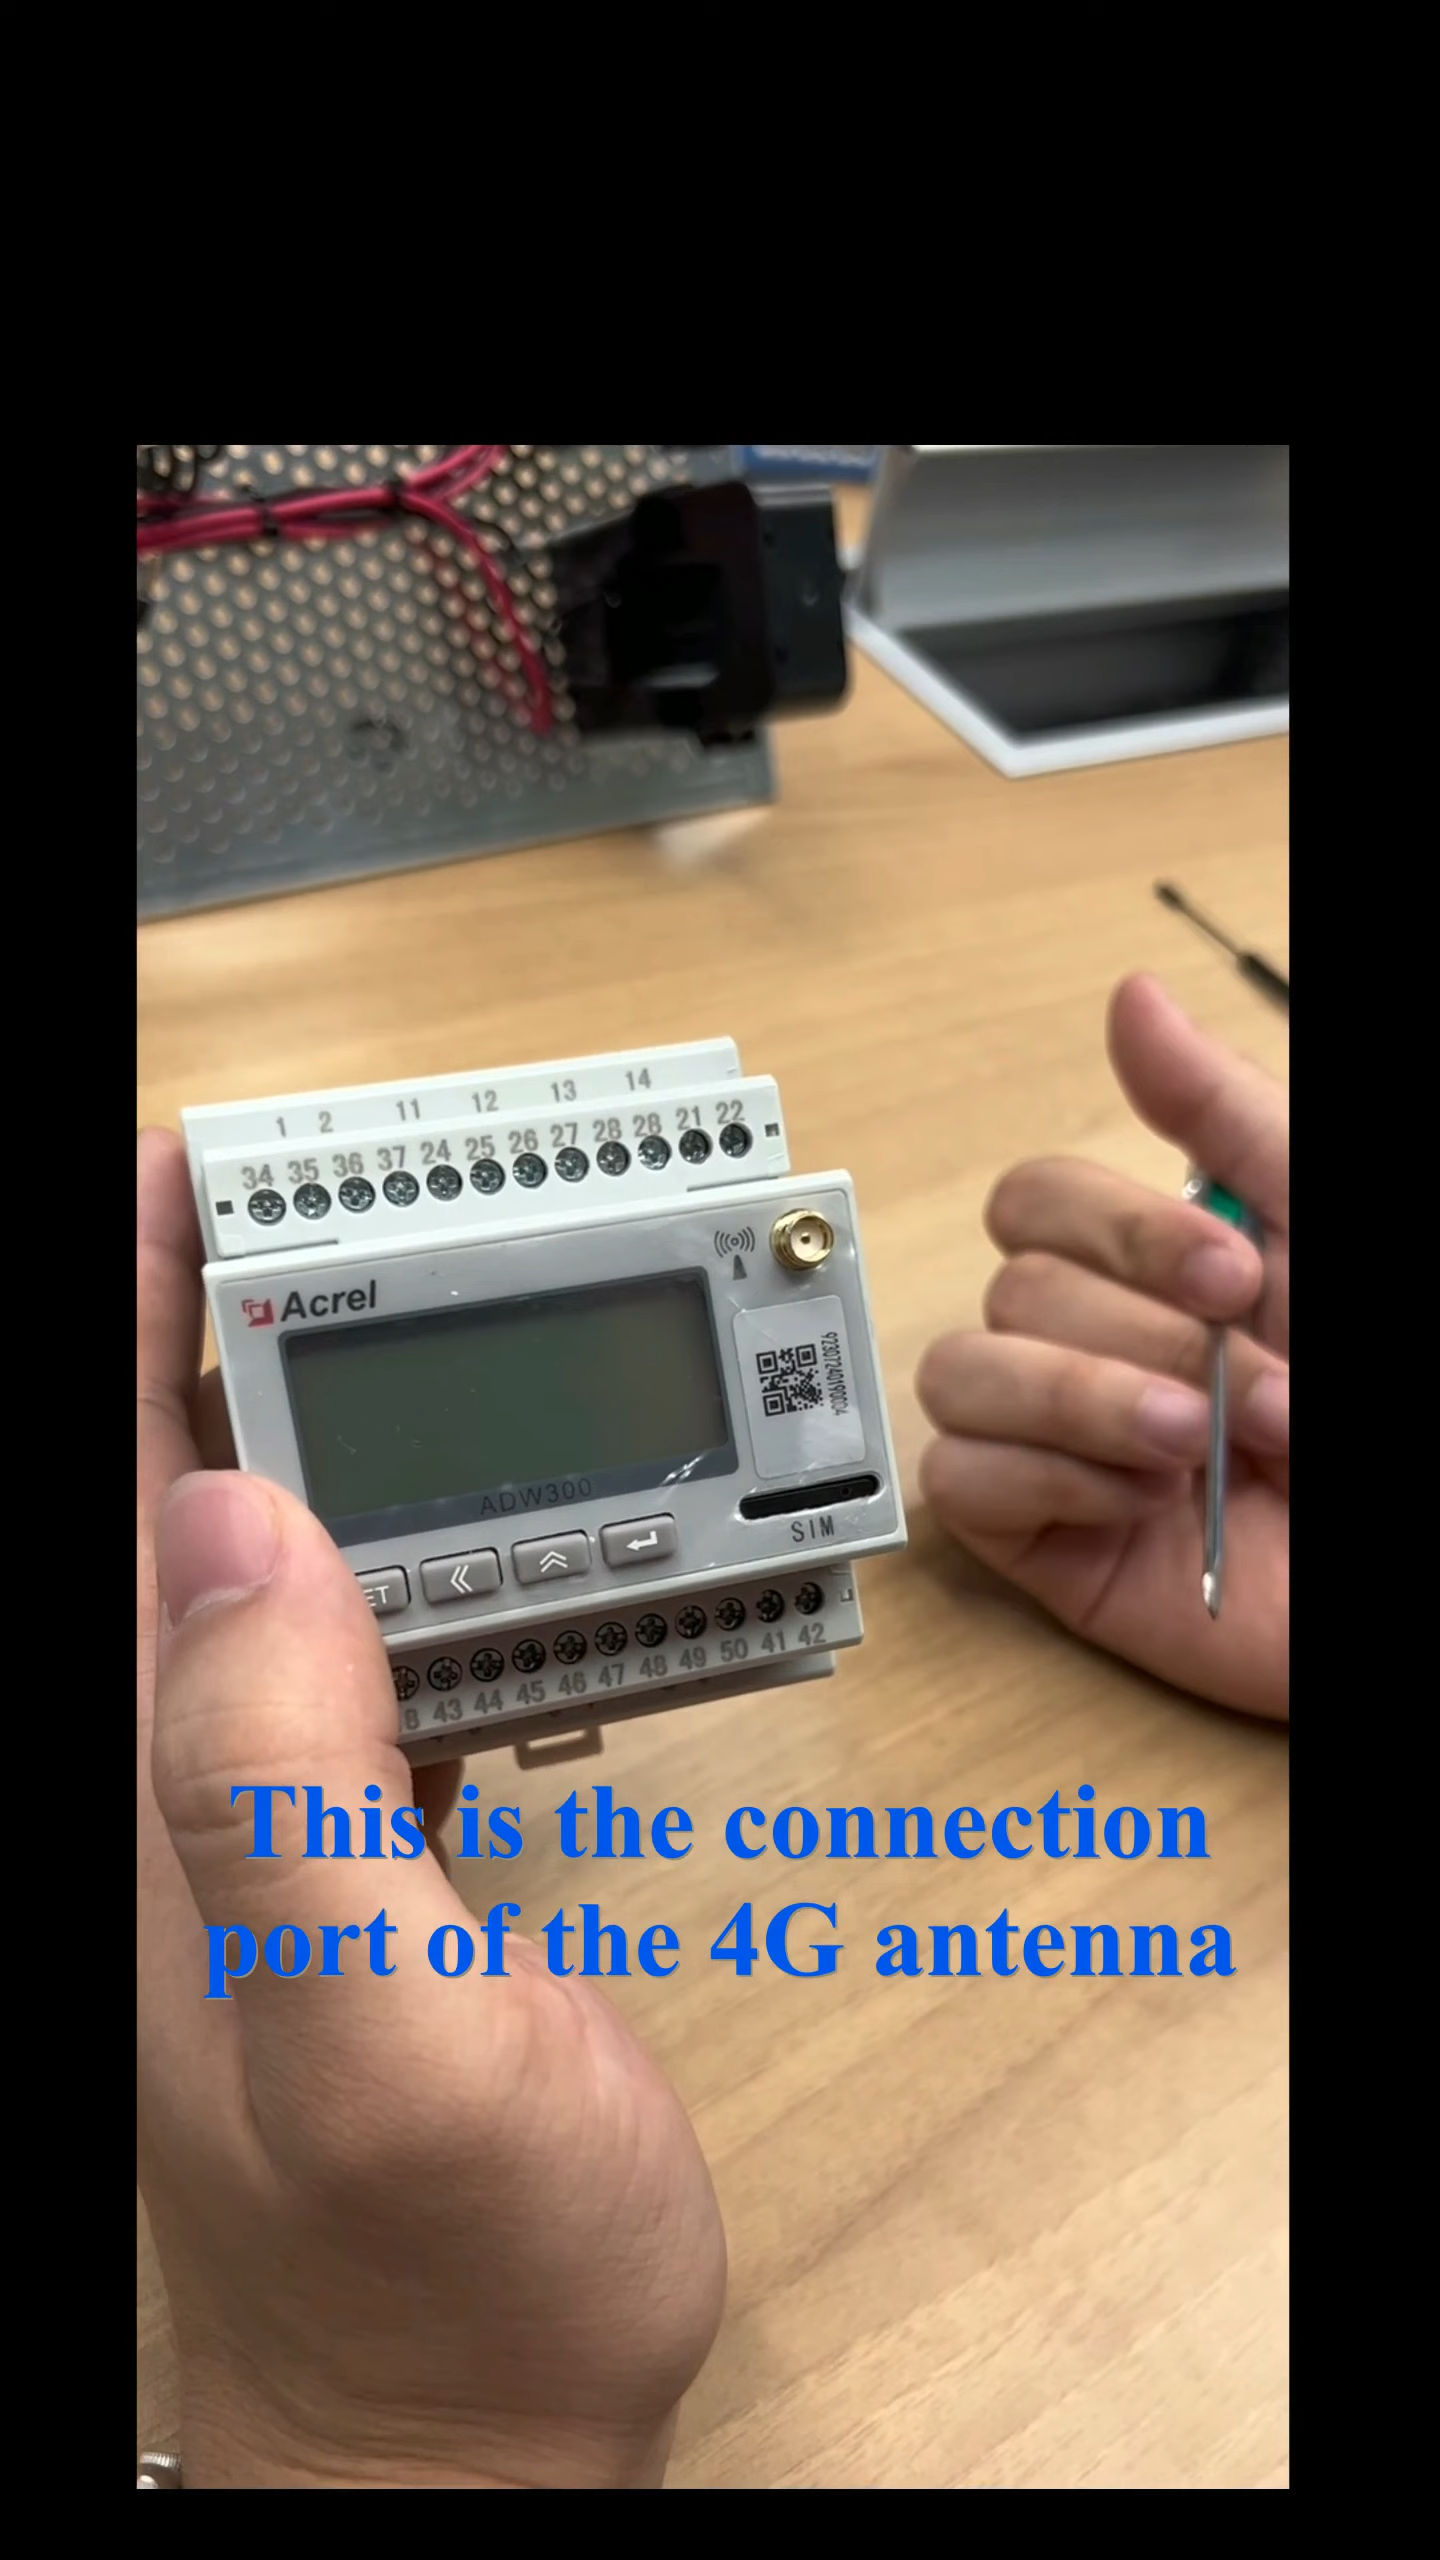 1 2 11 12 13 14
34 35 36 37 24 25 26 27 28 28 21 22
Acrel
92307240190004
ADW300
SIM
43 44 45 46 47 48 49 50 41 42
This is the connection
port of the 4G antenna